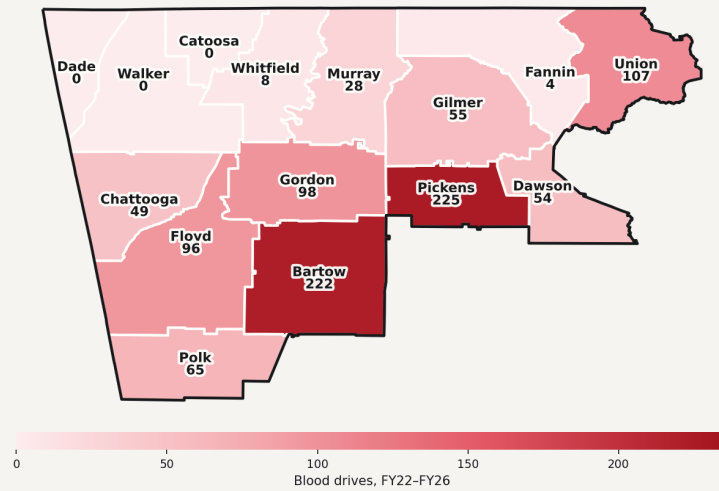 Catoosa
0
Dade
0
Walker
0
Whitfield
8
Murray
28
Fannin
4
Union
107
Gilmer
55
Chattooga
49
Gordon
98
Pickens
225
Dawson
54
Floyd
96
Bartow
222
Polk
65
0 50 100 150 200
Blood drives, FY22–FY26